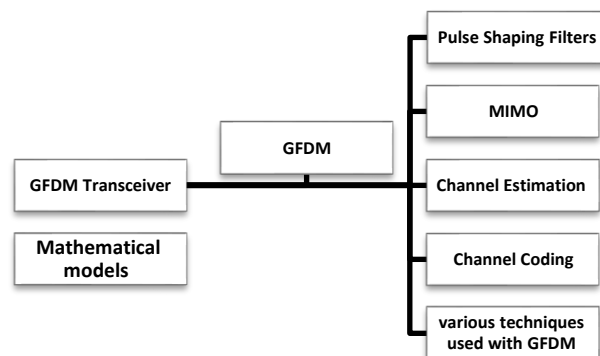 Pulse Shaping Filters
MIMO
GFDM
GFDM Transceiver
Channel Estimation
Mathematical
models
Channel Coding
various techniques
used with GFDM